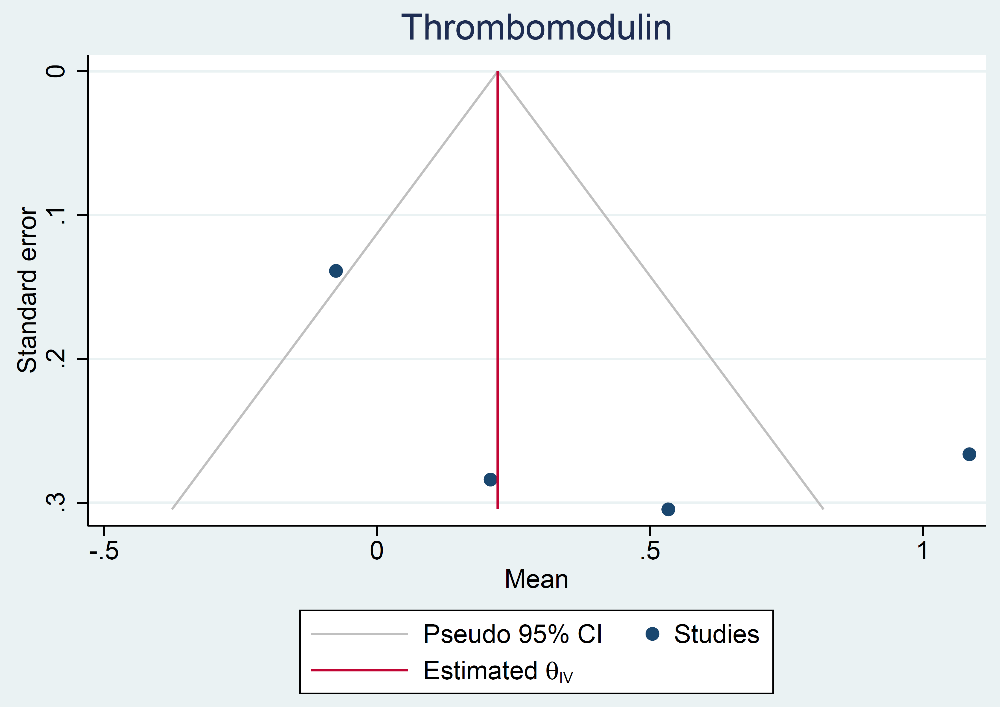 Thrombomodulin
Standard error
0
.1
.2
.3
-.5 0 .5 1
Mean
Pseudo 95% CI Studies
Estimated θIV